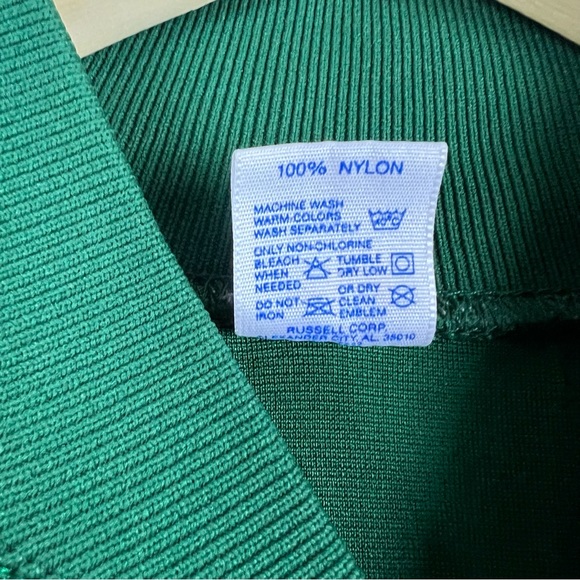 100% NYLON
MACHINE WASH
WARM-COLORS
WASH SEPARATELY 40°C
ONLY NON-CHLORINE
BLEACH TUMBLE
WHEN DRY LOW
NEEDED OR DRY
DO NOT CLEAN
IRON EMBLEM
RUSSELL CORP.
ALEXANDER CITY, AL. 35010